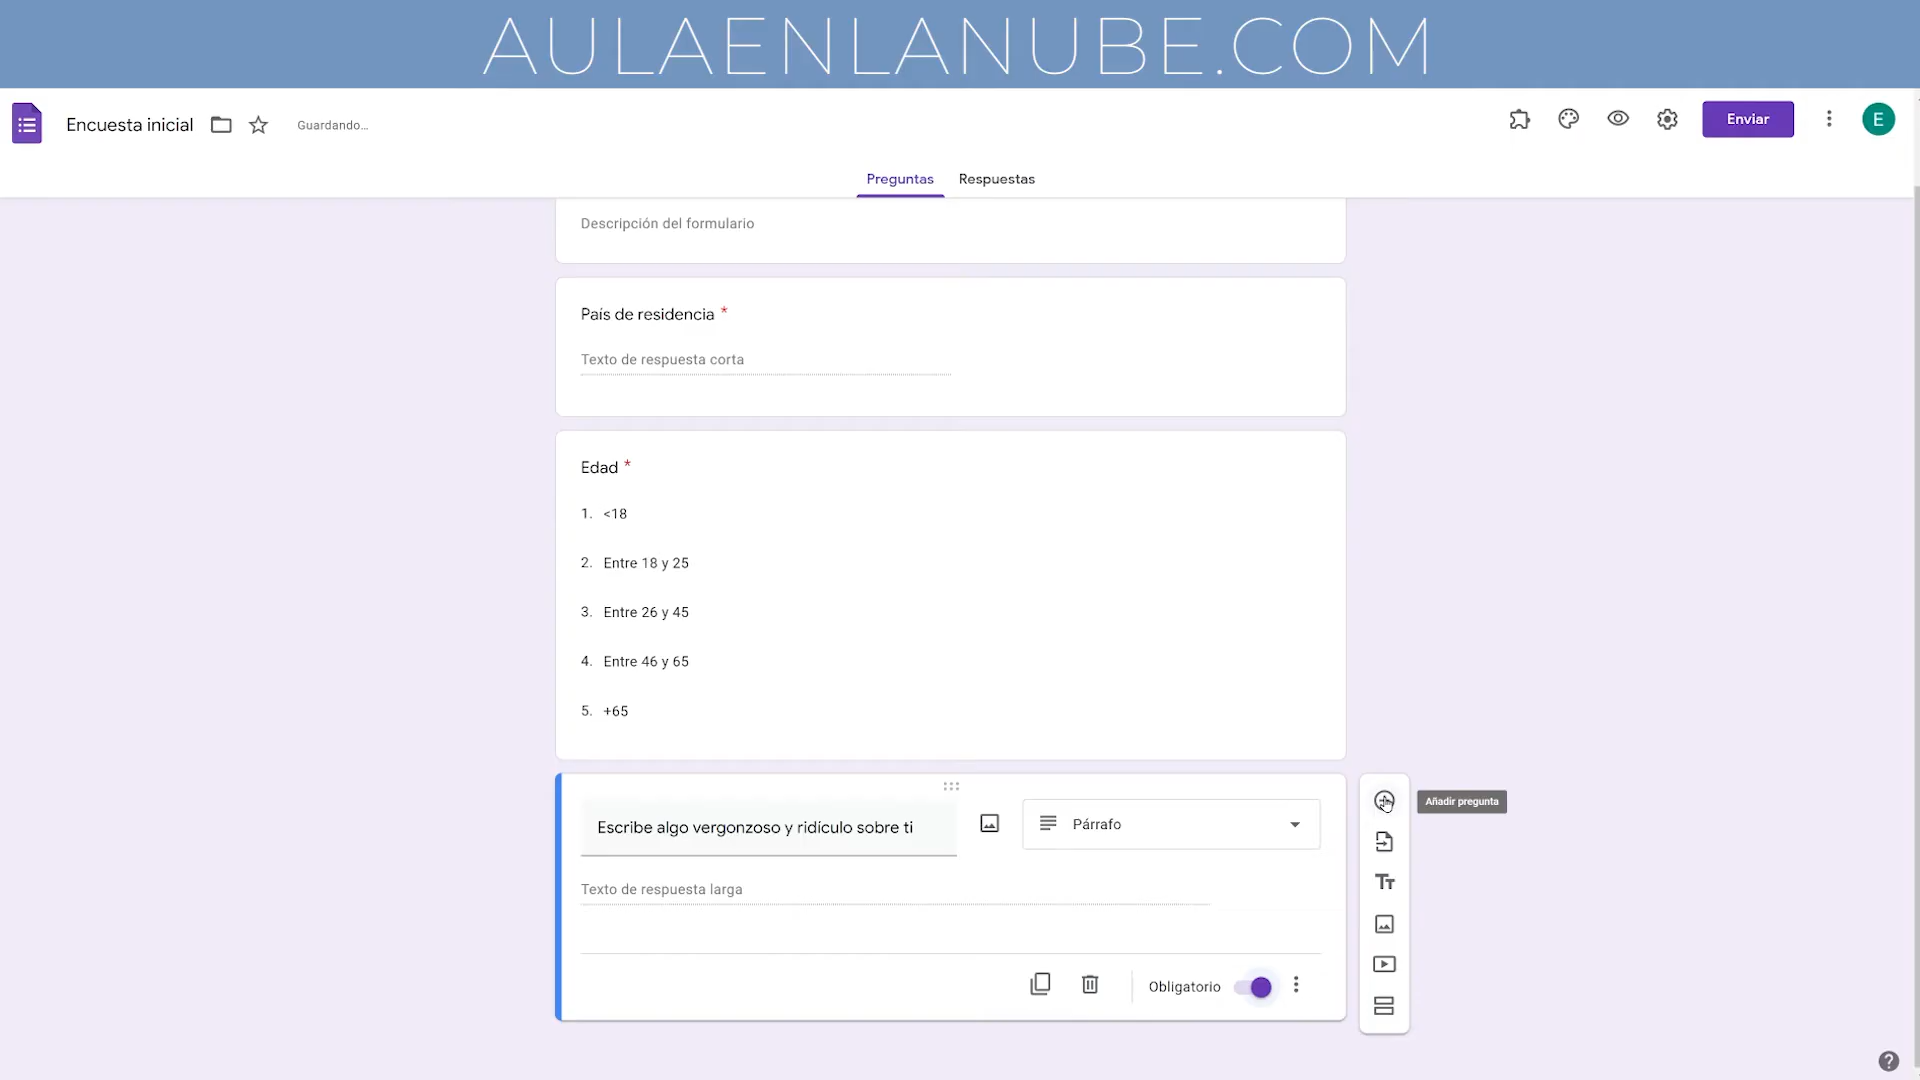 AULAENLANUBE.COM
Encuesta inicial
Guardando...
Enviar
E
Preguntas
Respuestas
Descripción del formulario
País de residencia *
Texto de respuesta corta
Edad *
1. <18
2. Entre 18 y 25
3. Entre 26 y 45
4. Entre 46 y 65
5. +65
Escribe algo vergonzoso y ridículo sobre ti
Párrafo
Añadir pregunta
Texto de respuesta larga
Obligatorio